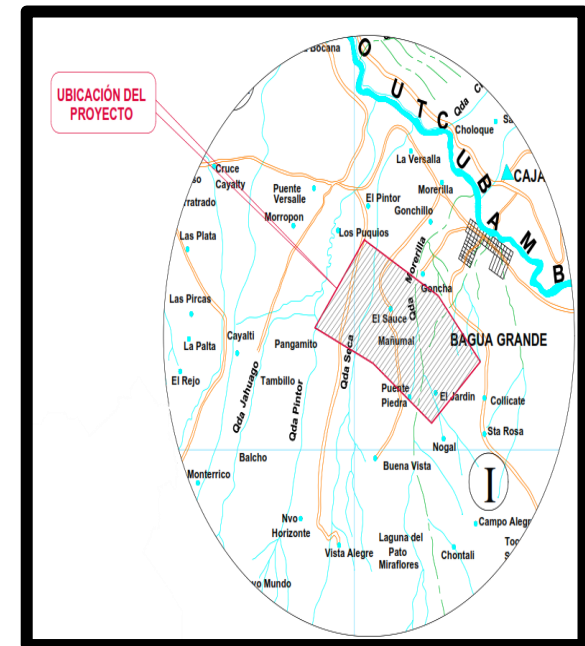 UBICACIÓN DEL
PROYECTO
Bocana
O U T C U B A M B
Qda
Choloque
La Versalla
Cruce
Cayalty
CAJA
Puente
Versalle
Morerilla
El Pintor
Gonchillo
rratrado
Morropon
Las Plata
Los Puquios
Qda Morerilla
Goncha
Las Pircas
El Sauce
Cayalti
Mañumal
BAGUA GRANDE
La Palta
Pangamito
Qda Seca
El Rejo
Qda Jahuago
Tambillo
Qda Pintor
Puente
Piedra
El Jardin
Collicate
Sta Rosa
Nogal
Balcho
Buena Vista
Monterrico
I
Nvo
Horizonte
Campo Alegr
Vista Alegre
Laguna del
Pato
Miraflores
Chontali
vo Mundo